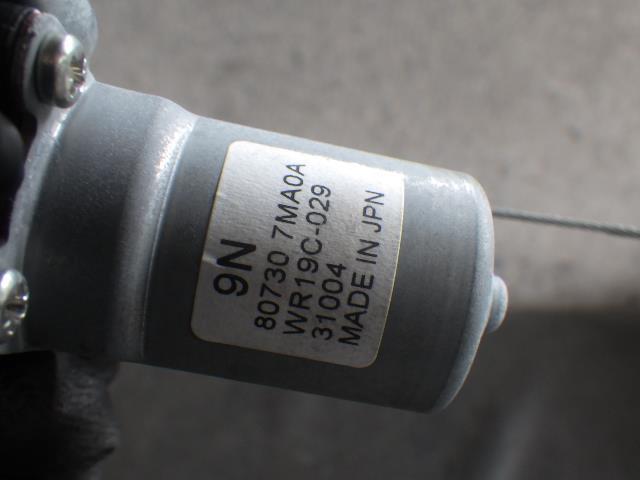 9N
80730 7MA0A
WR19C-029
31004
MADE IN JPN